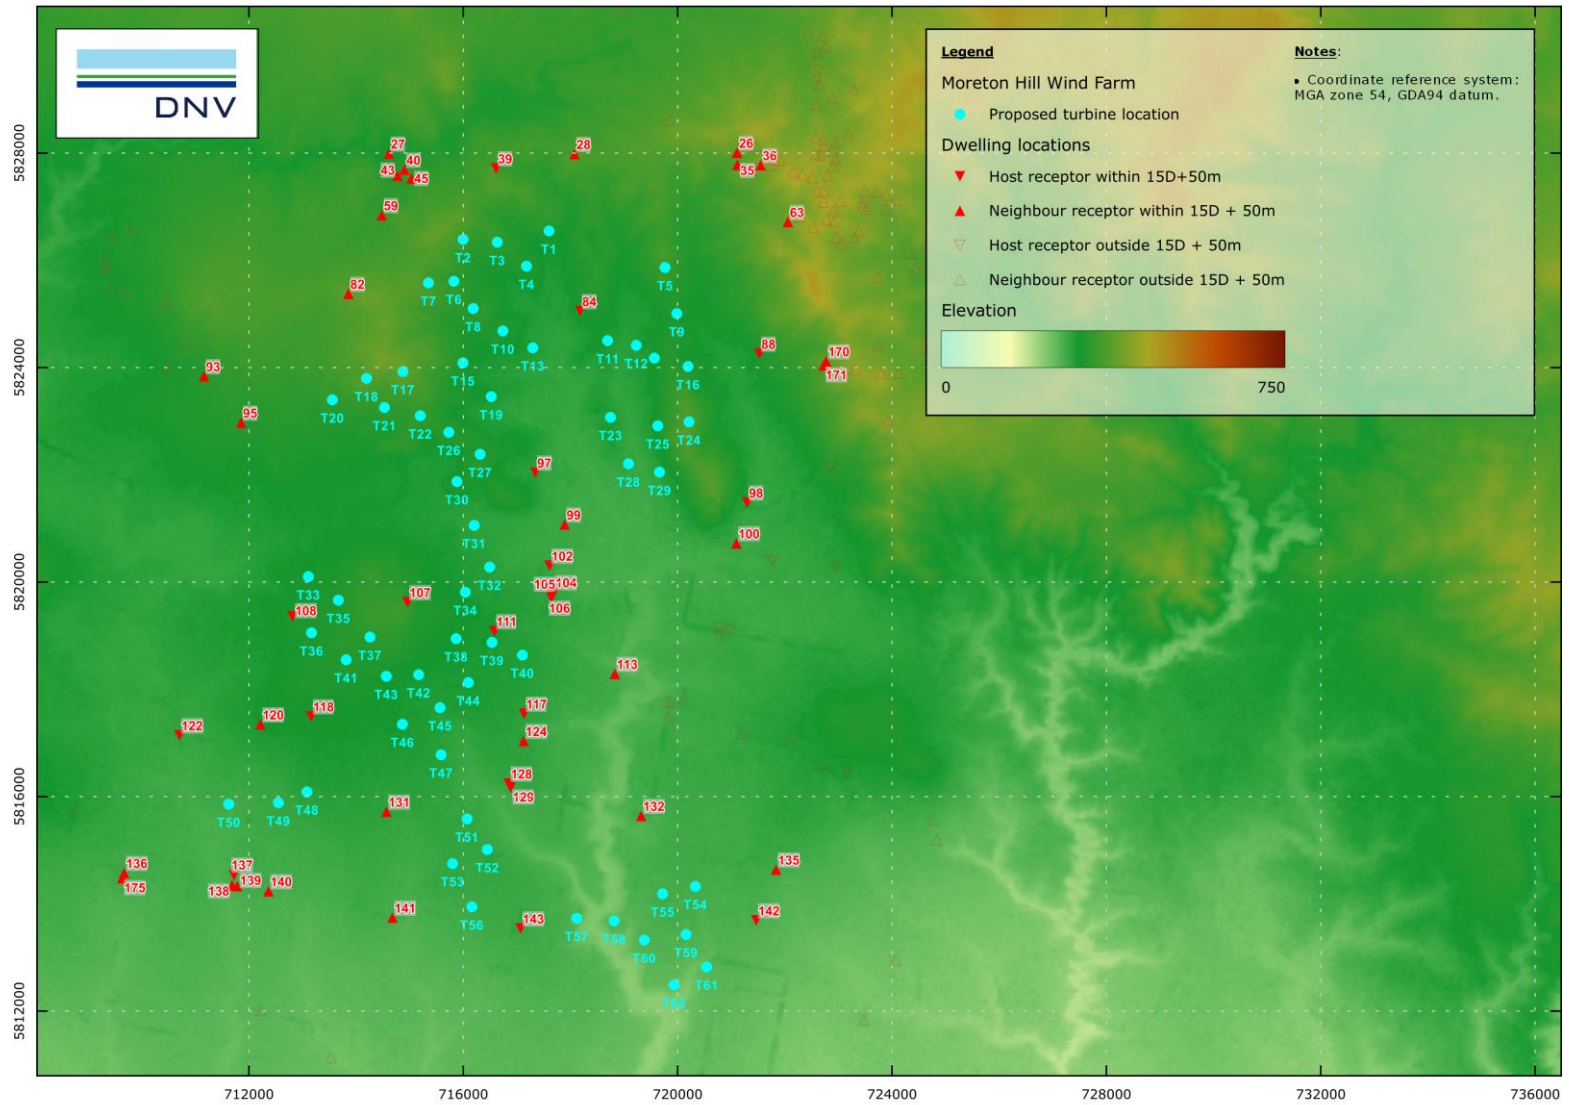 DNV
Legend
Moreton Hill Wind Farm
Proposed turbine location
Dwelling locations
Host receptor within 15D+50m
Neighbour receptor within 15D + 50m
Host receptor outside 15D + 50m
Neighbour receptor outside 15D + 50m
Elevation
0 750
Notes:
• Coordinate reference system:
MGA zone 54, GDA94 datum.
5828000
5824000
5820000
5816000
5812000
27
40
43
45
39
28
26
36
35
59
63
T1
T2
T3
T4
T5
82
T7
T6
84
T8
T9
T10
T11
T12
T13
88
170
171
93
T15
T16
T17
T18
T19
T20
T21
T22
95
T23
T24
T25
T26
T27
97
T28
T29
T30
98
99
100
T31
102
T32
105
104
106
T33
107
T34
108
T35
111
T36
T37
T38
T39
T40
T41
113
T42
T43
T44
117
118
120
T45
122
T46
124
T47
128
129
T48
T49
T50
131
132
T51
T52
T53
135
136
175
137
138
139
140
T54
T55
141
T56
142
143
T57
T58
T59
T60
T61
T62
712000 716000 720000 724000 728000 732000 736000